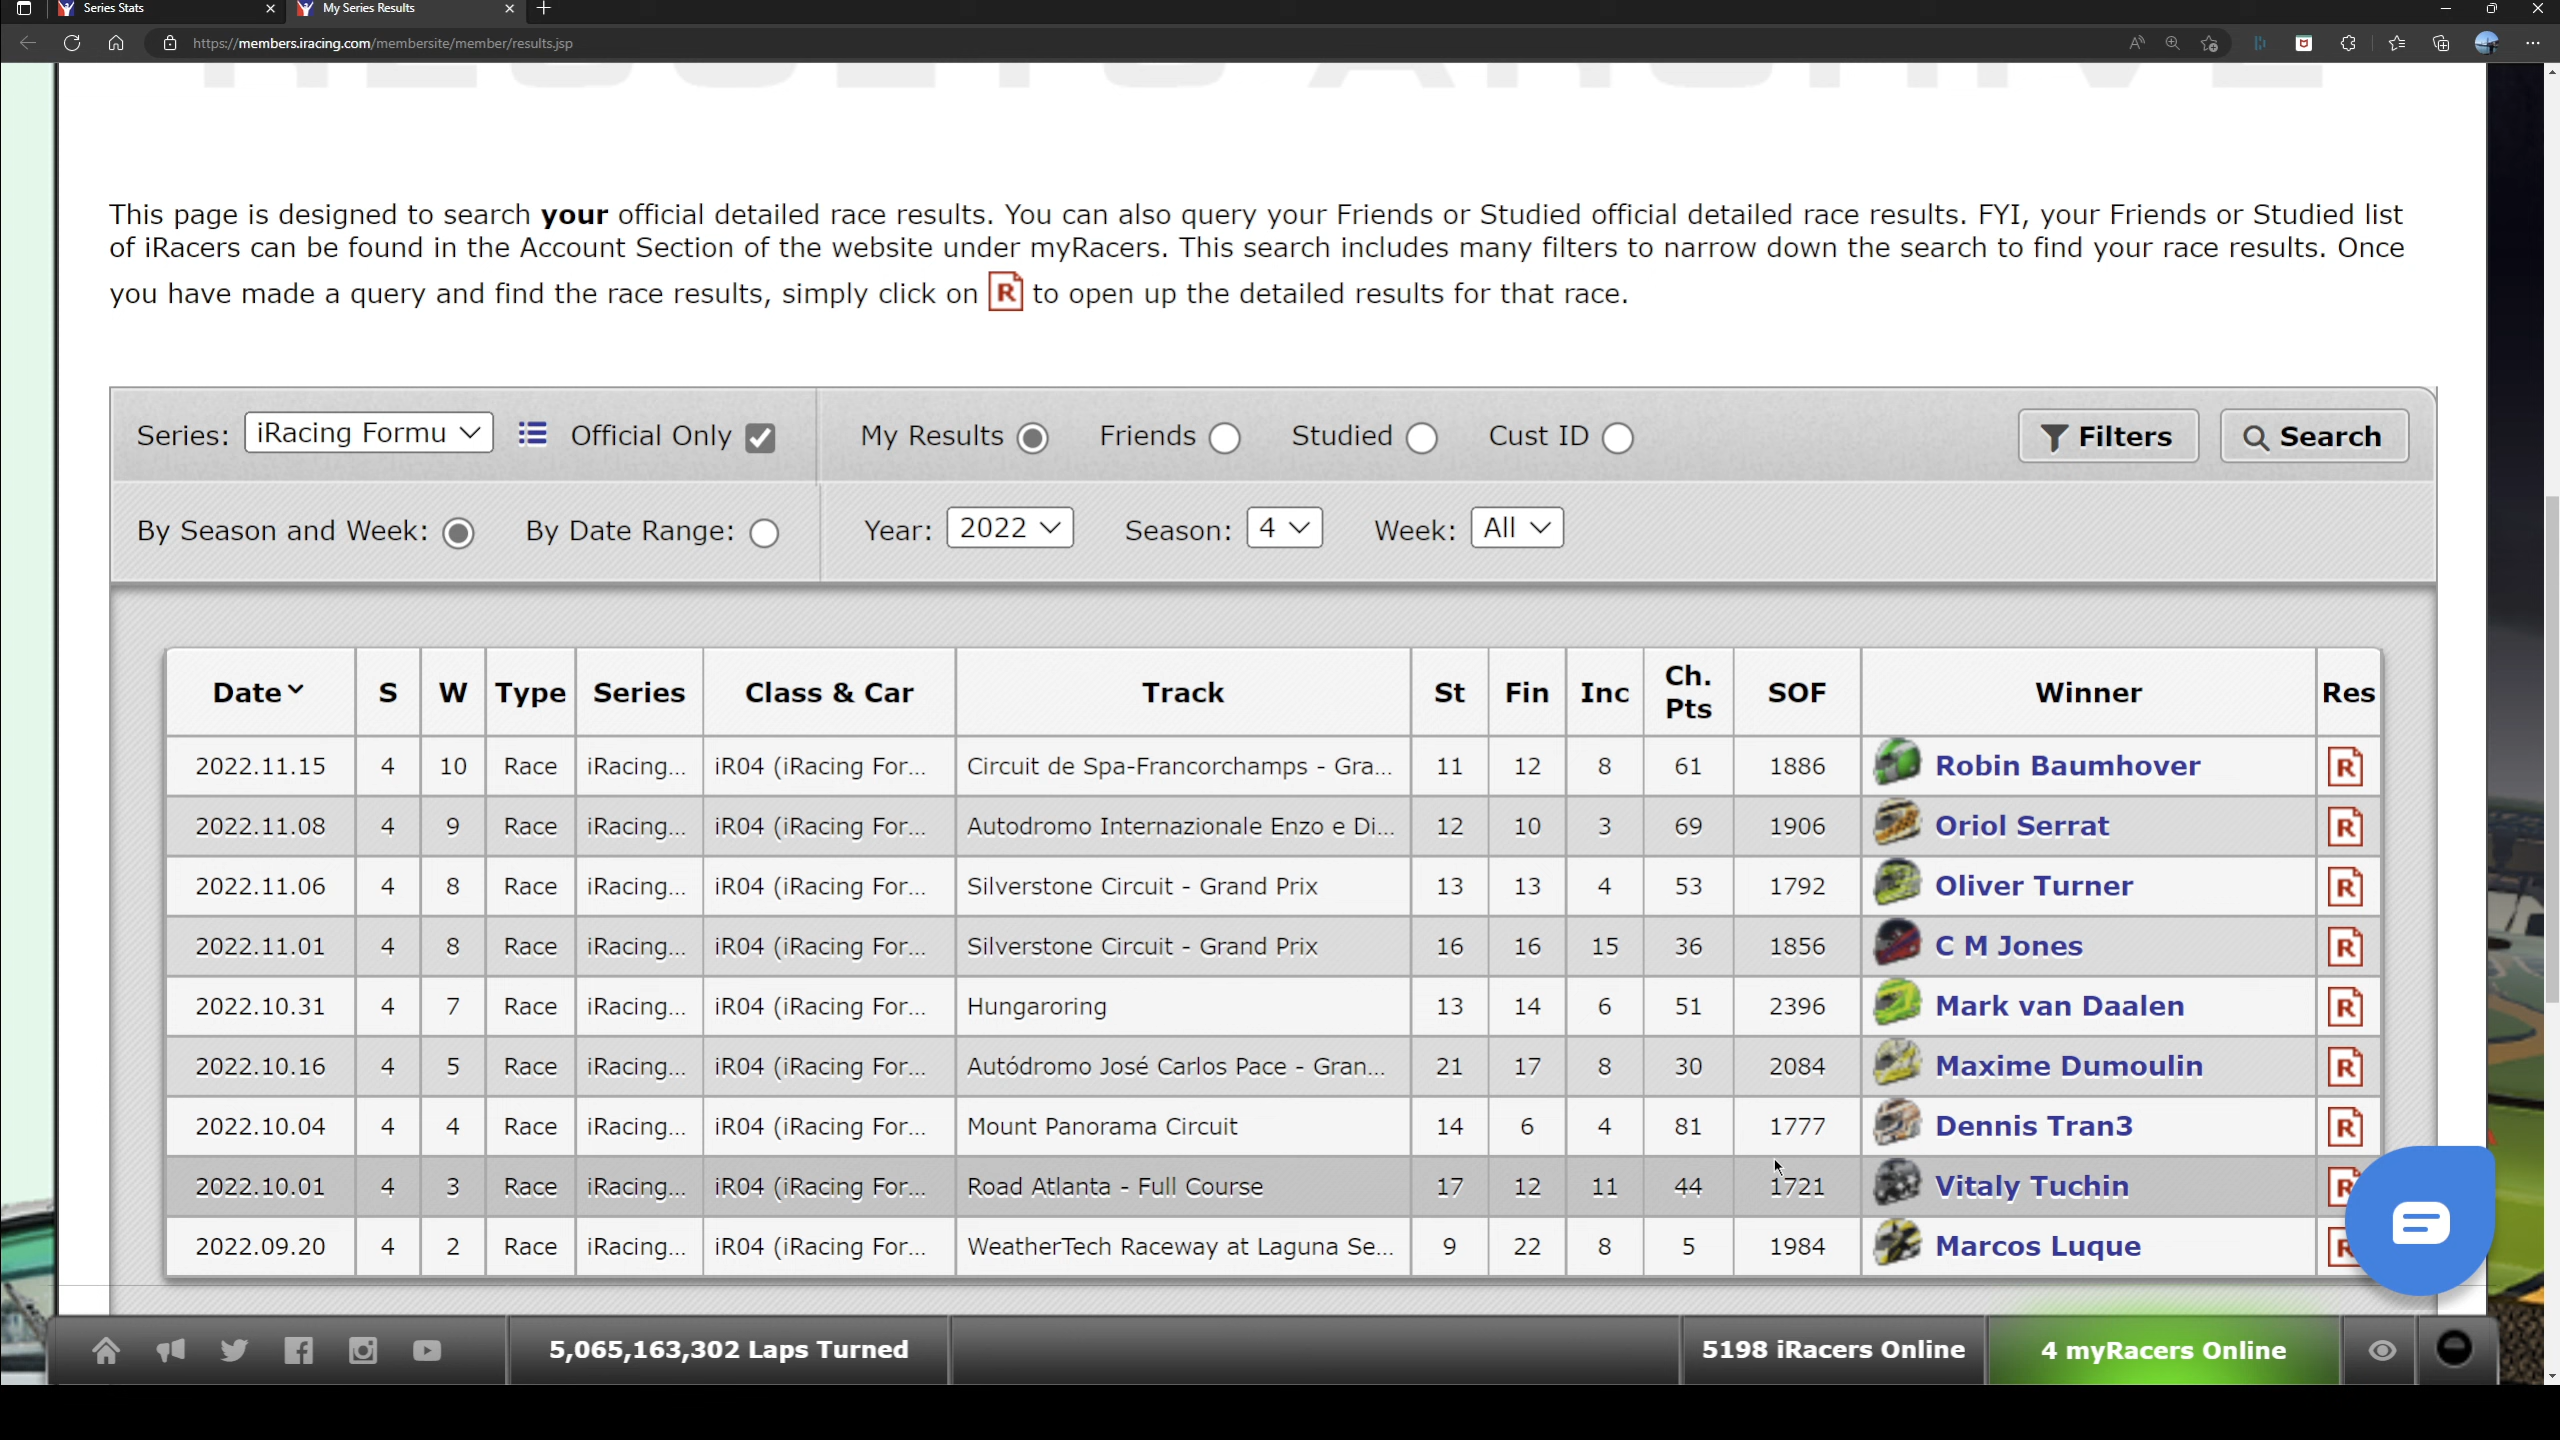 Series Stats
My Series Results
https://members.iracing.com/membersite/member/results.jsp
RESULTS ARCHIVE
This page is designed to search your official detailed race results. You can also query your Friends or Studied official detailed race results. FYI, your Friends or Studied list
of iRacers can be found in the Account Section of the website under myRacers. This search includes many filters to narrow down the search to find your race results. Once
you have made a query and find the race results, simply click on R to open up the detailed results for that race.
Series: iRacing Formu Official Only My Results Friends Studied Cust ID Filters Search
By Season and Week: By Date Range: Year: 2022 Season: 4 Week: All
Date S W Type Series Class & Car Track St Fin Inc Ch. Pts SOF Winner Res
2022.11.15 4 10 Race iRacing... iR04 (iRacing For... Circuit de Spa-Francorchamps - Gra... 11 12 8 61 1886 Robin Baumhover R
2022.11.08 4 9 Race iRacing... iR04 (iRacing For... Autodromo Internazionale Enzo e Di... 12 10 3 69 1906 Oriol Serrat R
2022.11.06 4 8 Race iRacing... iR04 (iRacing For... Silverstone Circuit - Grand Prix 13 13 4 53 1792 Oliver Turner R
2022.11.01 4 8 Race iRacing... iR04 (iRacing For... Silverstone Circuit - Grand Prix 16 16 15 36 1856 C M Jones R
2022.10.31 4 7 Race iRacing... iR04 (iRacing For... Hungaroring 13 14 6 51 2396 Mark van Daalen R
2022.10.16 4 5 Race iRacing... iR04 (iRacing For... Autódromo José Carlos Pace - Gran... 21 17 8 30 2084 Maxime Dumoulin R
2022.10.04 4 4 Race iRacing... iR04 (iRacing For... Mount Panorama Circuit 14 6 4 81 1777 Dennis Tran3 R
2022.10.01 4 3 Race iRacing... iR04 (iRacing For... Road Atlanta - Full Course 17 12 11 44 1721 Vitaly Tuchin R
2022.09.20 4 2 Race iRacing... iR04 (iRacing For... WeatherTech Raceway at Laguna Se... 9 22 8 5 1984 Marcos Luque R
5,065,163,302 Laps Turned 5198 iRacers Online 4 myRacers Online